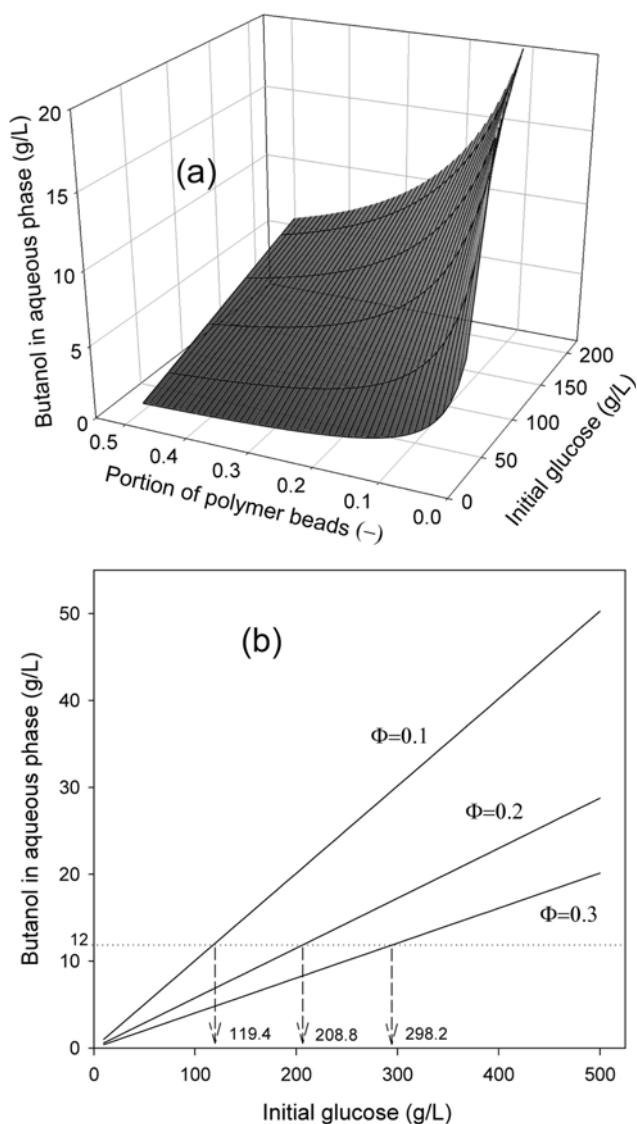 20
15
10
5
0
Butanol in aqueous phase (g/L)
(a)
0.5
0.4
0.3
0.2
0.1
0.0
Portion of polymer beads (–)
0
50
100
150
200
Initial glucose (g/L)
50
40
30
20
12
10
0
Butanol in aqueous phase (g/L)
(b)
Φ=0.1
Φ=0.2
Φ=0.3
119.4
208.8
298.2
0 100 200 300 400 500
Initial glucose (g/L)